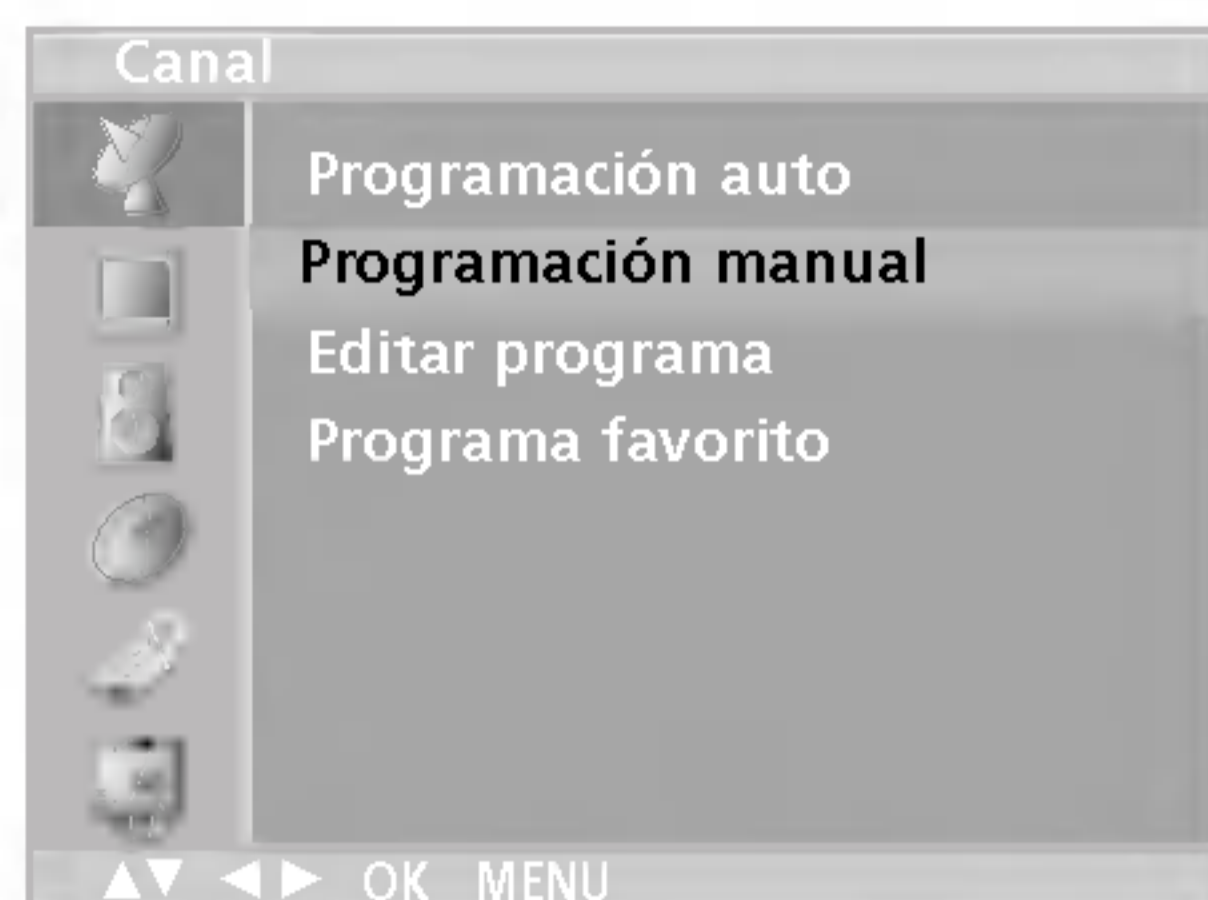 Canal
Programación auto
Programación manual
Editar programa
Programa favorito
▲▼ ◀▶ OK MENU